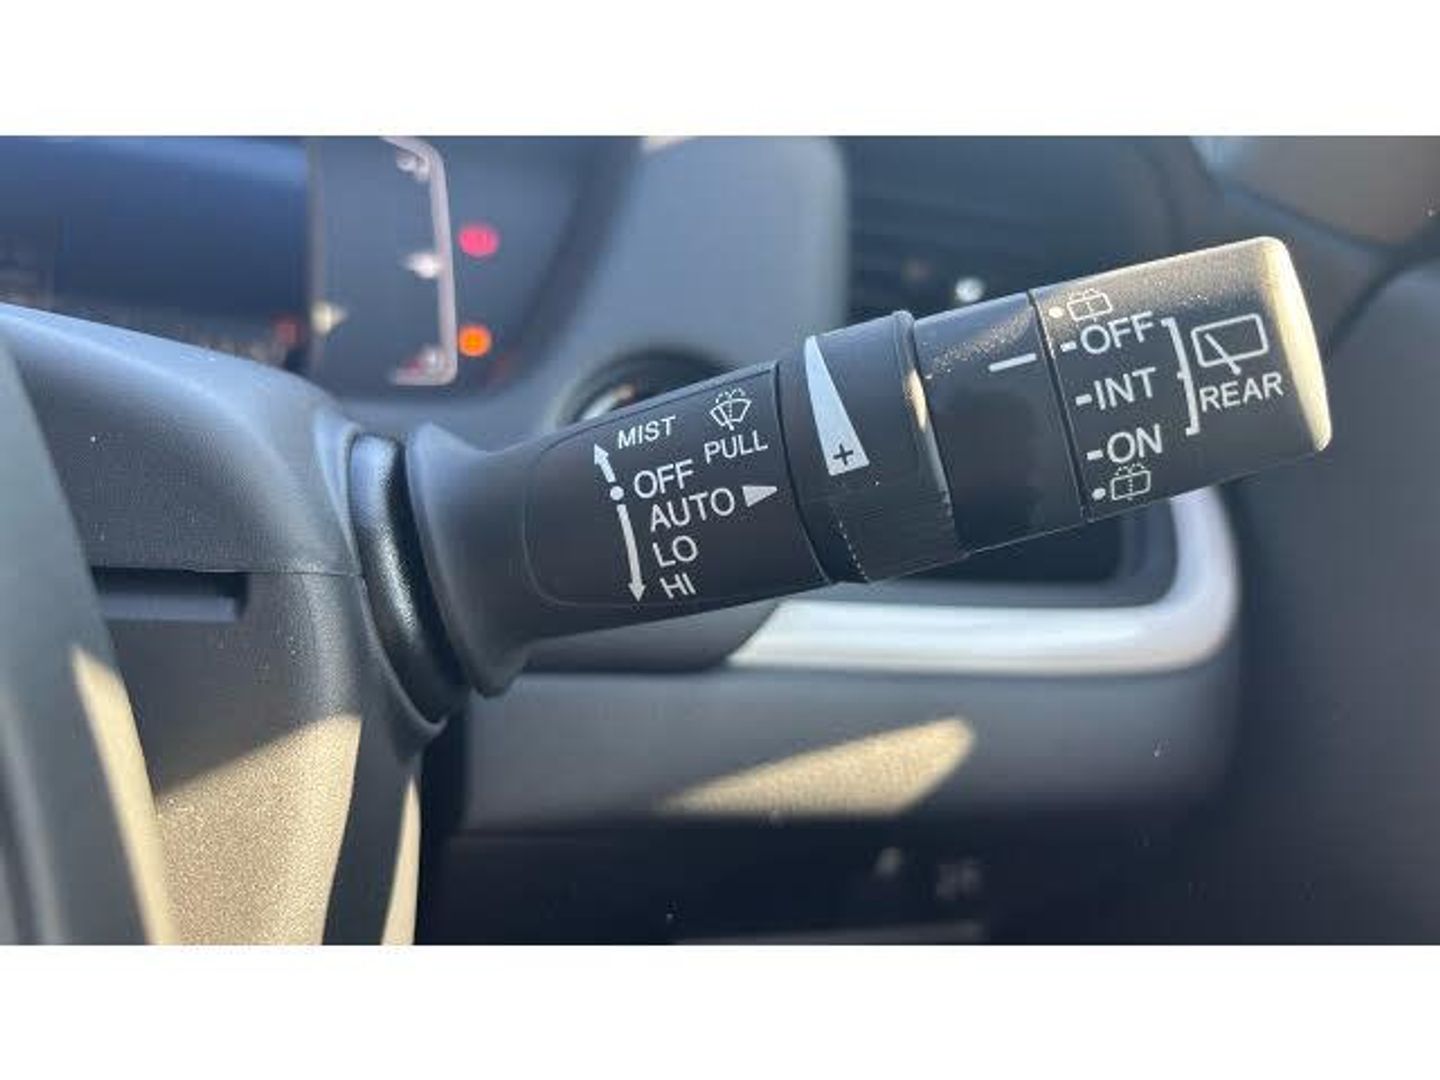 MIST
PULL
OFF
AUTO
LO
HI
+
OFF
INT
ON
REAR